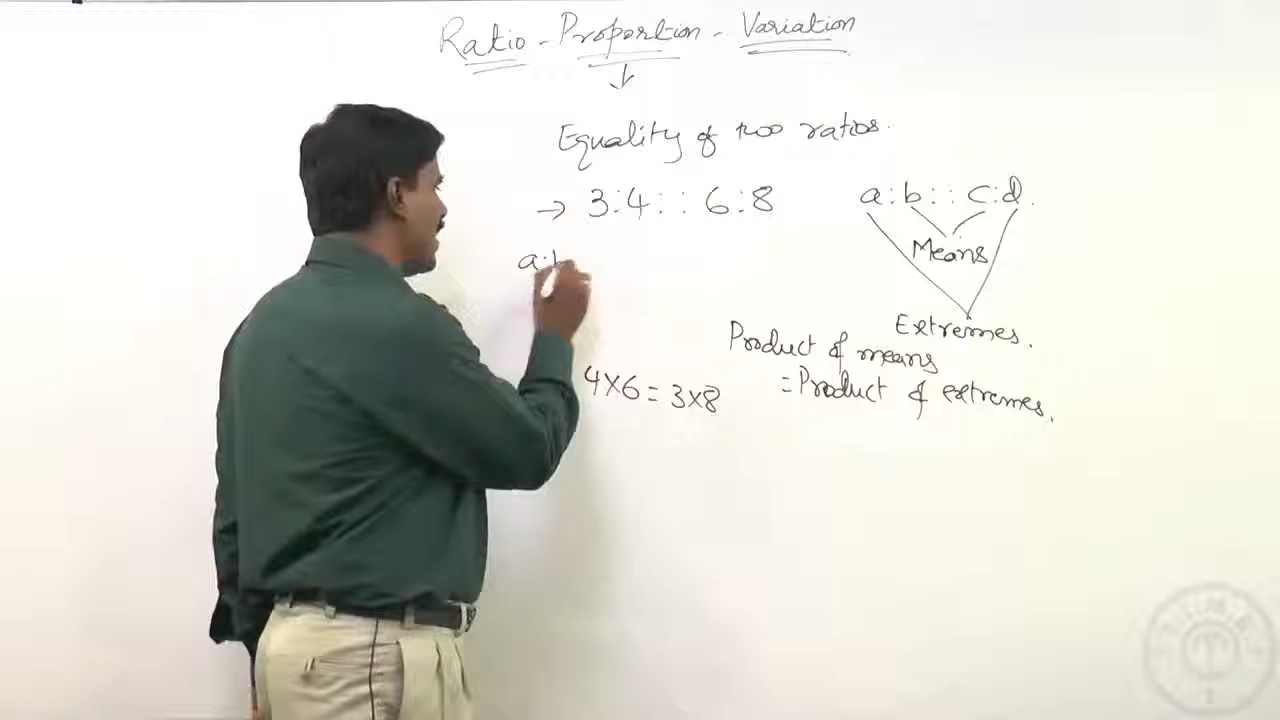 Ratio - Proportion - Variation
↓
Equality of two ratios.
→ 3:4 :: 6:8
a:b :: c:d.
Means
Extremes.
a:b
Product of means
= Product of extremes.
4×6 = 3×8